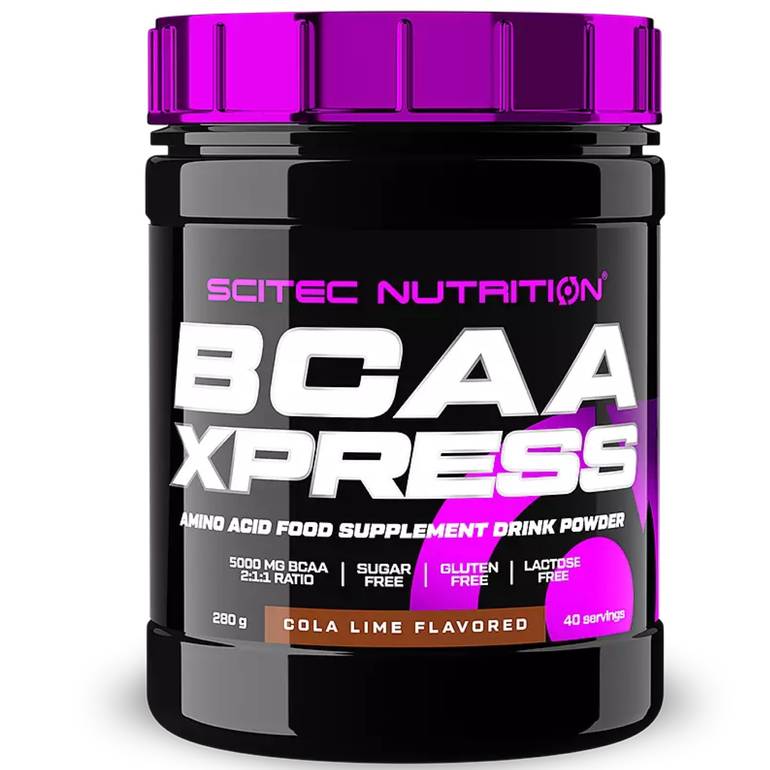 SCITEC NUTRITION®
BCAA
XPRESS
AMINO ACID FOOD SUPPLEMENT DRINK POWDER
5000 MG BCAA
2:1:1 RATIO
SUGAR
FREE
GLUTEN
FREE
LACTOSE
FREE
280 g
COLA LIME FLAVORED
40 servings